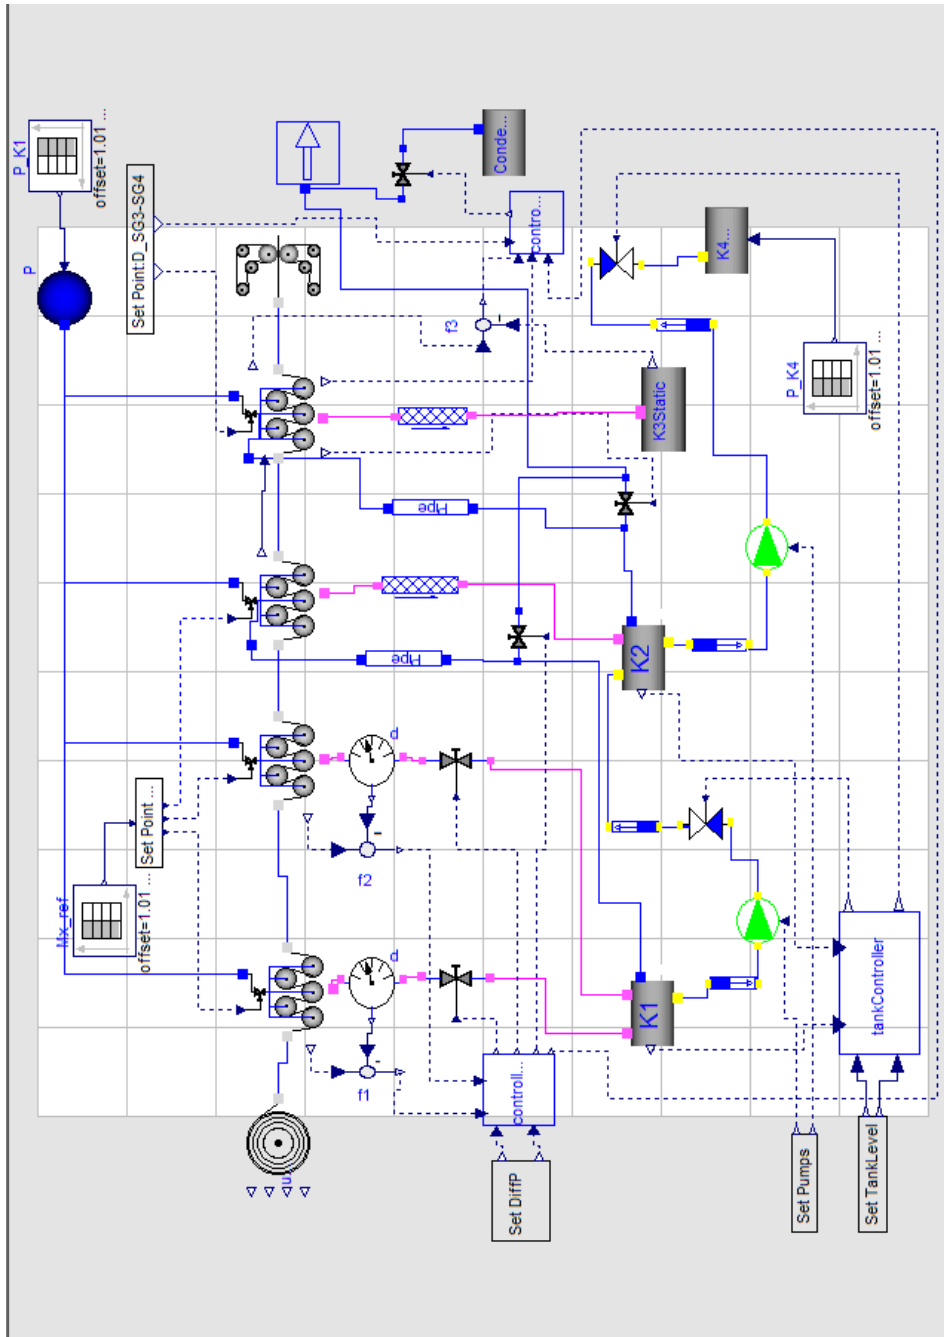 P_K1
P
Mx_ref
offset=1.01 ...
Set Point:D_SG3-SG4
offset=1.01 ...
Set Point ...
f1
f2
d
d
Pipe
Pipe
f3
Conde...
contro...
controll...
Set DiffP
K1
K2
K3Static
K4...
P_K4
offset=1.01 ...
Set Pumps
tankController
Set TankLevel